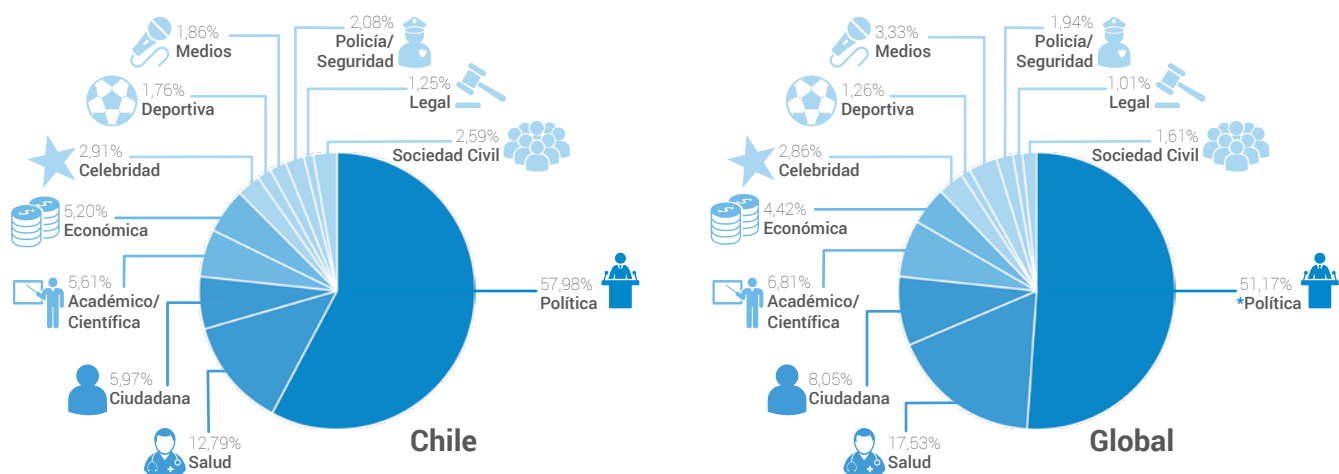 1,86%
Medios
2,08%
Policía/
Seguridad
1,76%
Deportiva
1,25%
Legal
2,91%
Celebridad
2,59%
Sociedad Civil
5,20%
Económica
5,61%
Académico/
Científica
57,98%
Política
5,97%
Ciudadana
12,79%
Salud
Chile
3,33%
Medios
1,94%
Policía/
Seguridad
1,26%
Deportiva
1,01%
Legal
2,86%
Celebridad
1,61%
Sociedad Civil
4,42%
Económica
6,81%
Académico/
Científica
51,17%
*Política
8,05%
Ciudadana
17,53%
Salud
Global